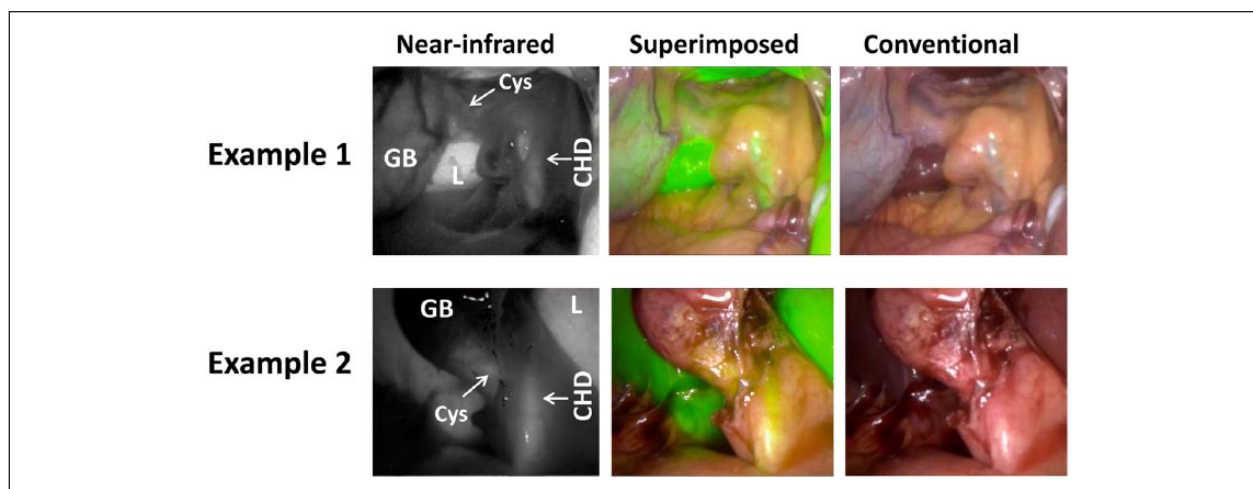 Near-infrared Superimposed Conventional
Example 1
Cys
GB
L
CHD
Example 2
GB
L
Cys
CHD